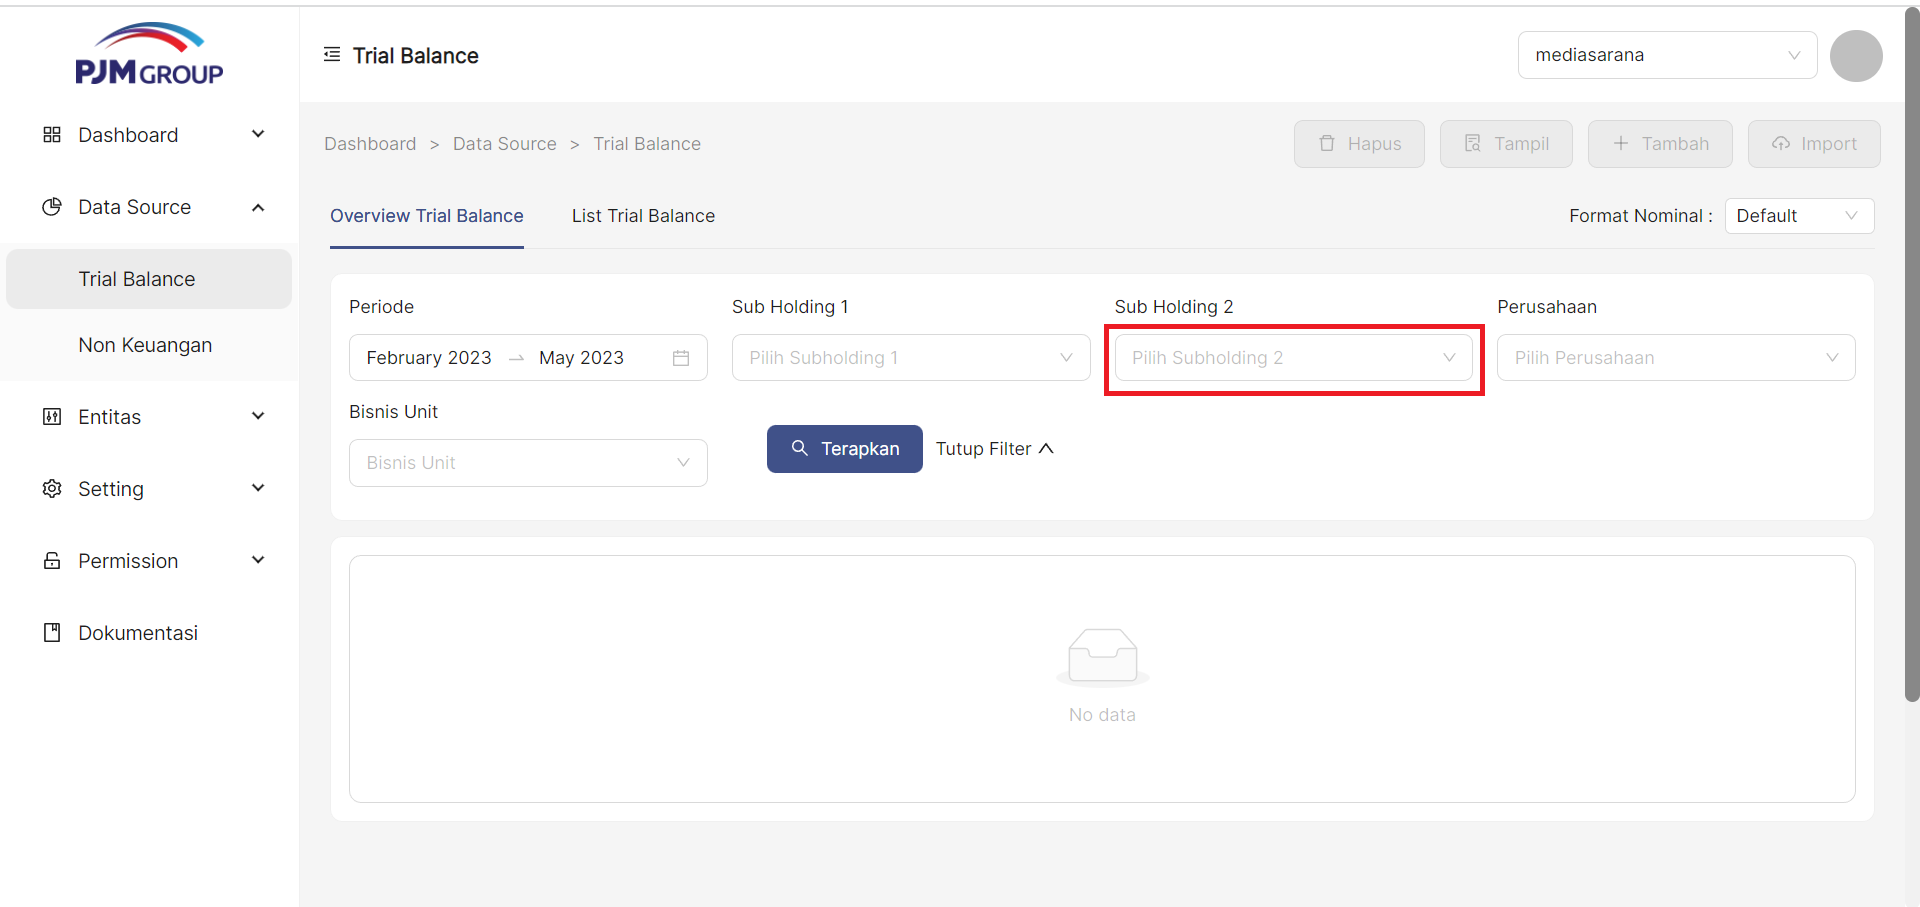 PJM GROUP
Trial Balance
mediasarana
Dashboard
Data Source
Trial Balance
Non Keuangan
Entitas
Setting
Permission
Dokumentasi
Dashboard > Data Source > Trial Balance
Hapus
Tampil
+ Tambah
Import
Overview Trial Balance
List Trial Balance
Format Nominal : Default
Periode
Sub Holding 1
Sub Holding 2
Perusahaan
February 2023 → May 2023
Pilih Subholding 1
Pilih Subholding 2
Pilih Perusahaan
Bisnis Unit
Bisnis Unit
Terapkan
Tutup Filter
No data